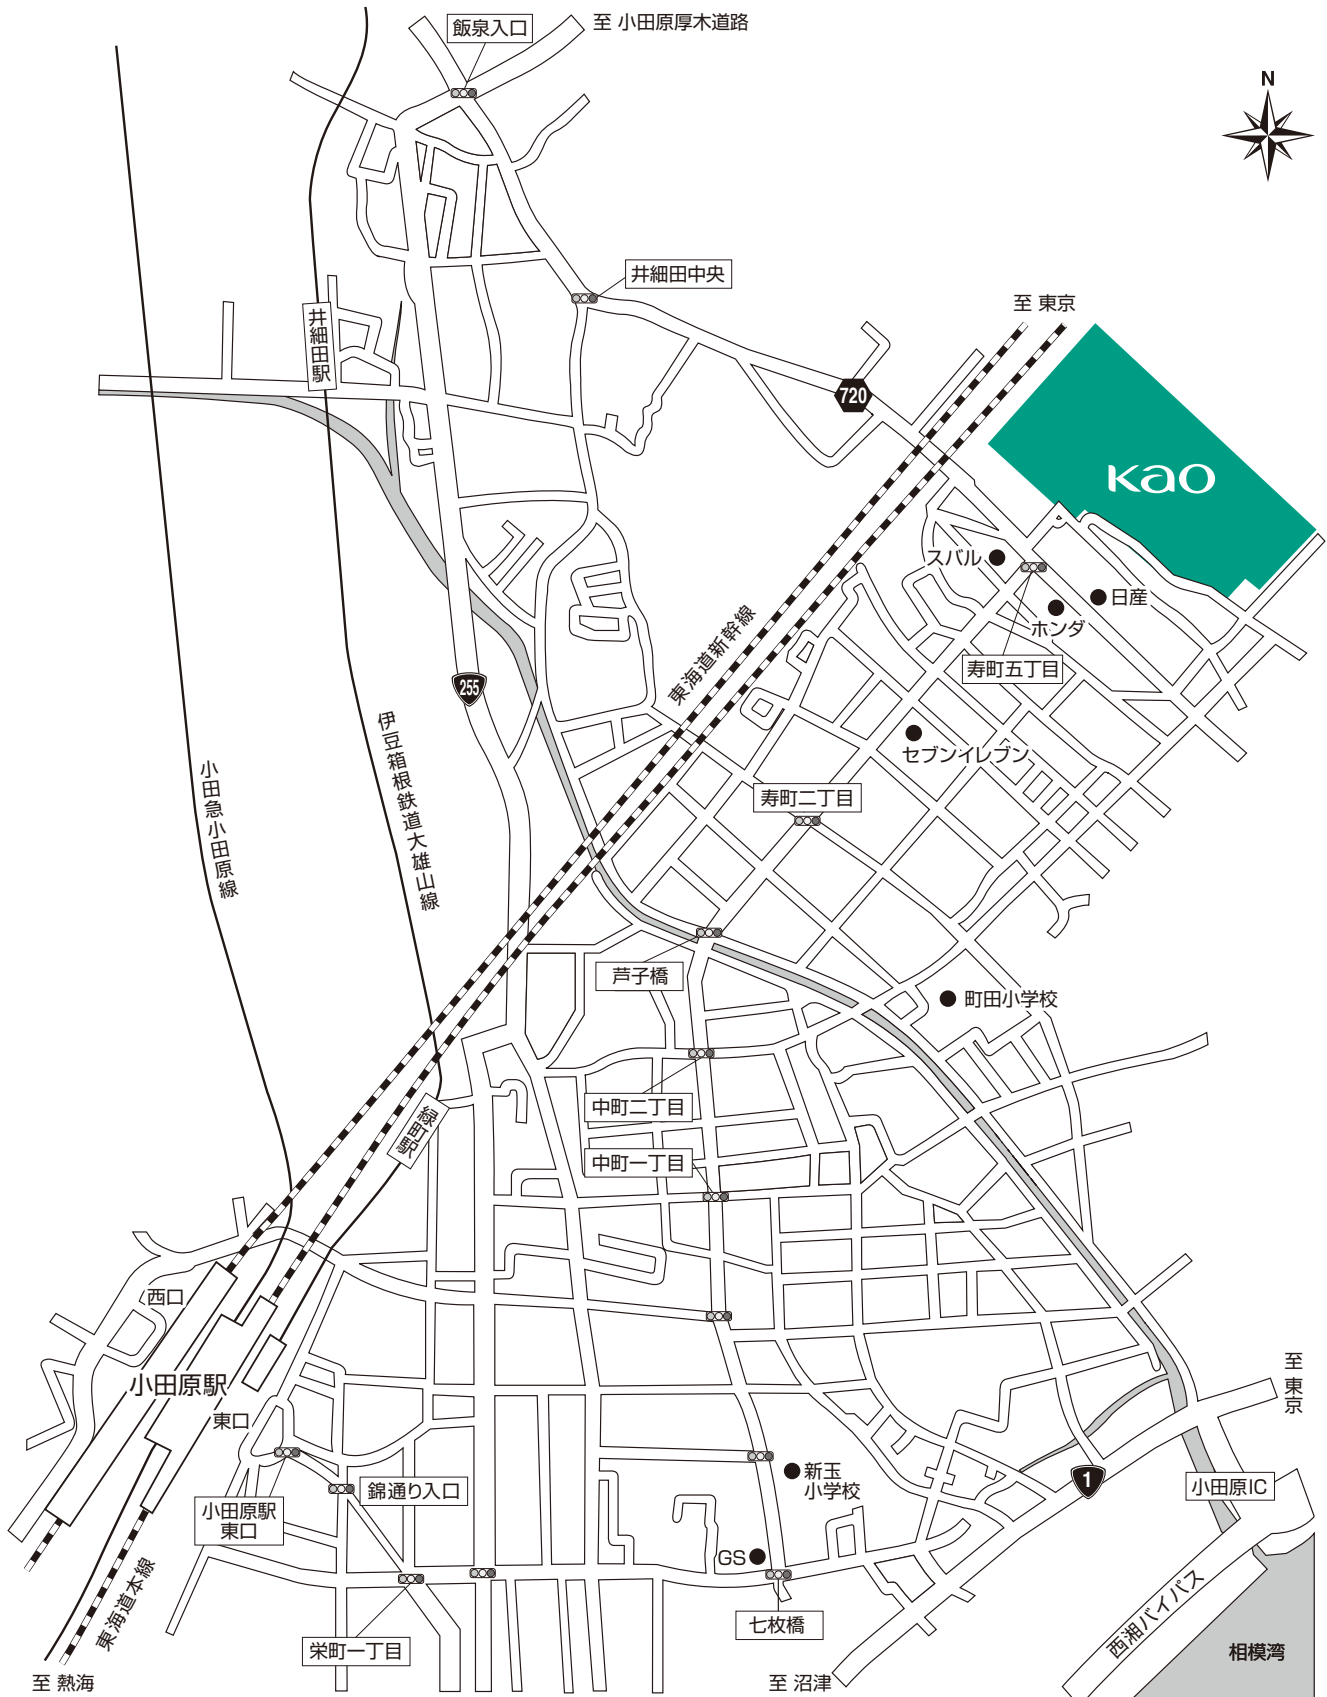 飯泉入口
至 小田原厚木道路
N
井細田中央
至 東京
井細田駅
720
Kao
スバル
日産
ホンダ
寿町五丁目
東海道新幹線
255
伊豆箱根鉄道大雄山線
セブンイレブン
小田急小田原線
寿町二丁目
芦子橋
町田小学校
中町二丁目
緑町駅
中町一丁目
西口
小田原駅
東口
至 東京
新玉
小学校
1
小田原IC
錦通り入口
小田原駅
東口
GS
東海道本線
七枚橋
西湘バイパス
栄町一丁目
相模湾
至 熱海
至 沼津